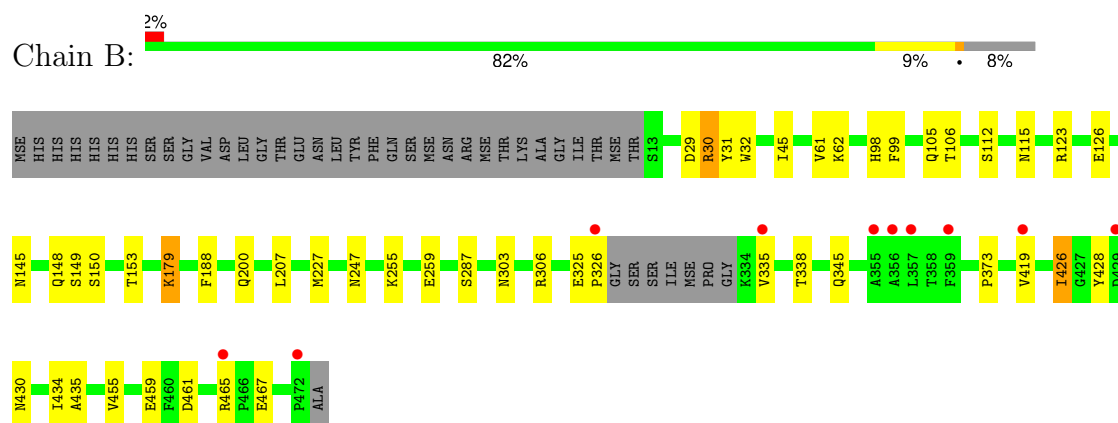 2%
Chain B:
82% 9% • 8%
MSE HIS HIS HIS HIS HIS HIS SER SER GLY VAL ASP LEU GLY THR GLU ASN LEU TYR PHE GLN SER MSE ASN ARG MSE THR LYS ALA GLY ILE THR MSE THR S13 D29 R30 Y31 W32 I45 V61 K62 H98 F99 Q105 T106 S112 N115 R123 E126
N145 Q148 S149 S150 T153 K179 F188 Q200 L207 M227 N247 K255 E259 S287 N303 R306 E325 P326 GLY SER SER ILE MSE PRO GLY K334 V335 T338 Q345 A355 A356 L357 T358 F359 P373 V419 I426 G427 Y428 D429
N430 I434 A435 V455 E459 F460 D461 R465 P466 E467 P472 ALA